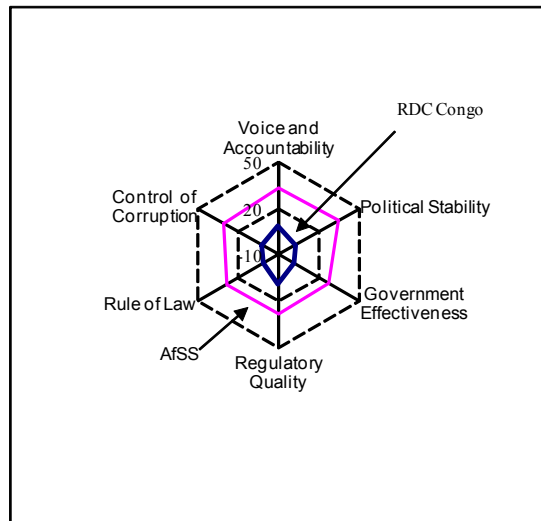 RDC Congo
Voice and
Accountability
50
Control of
Corruption
20
Political Stability
-10
Rule of Law
Government
Effectiveness
AfSS
Regulatory
Quality